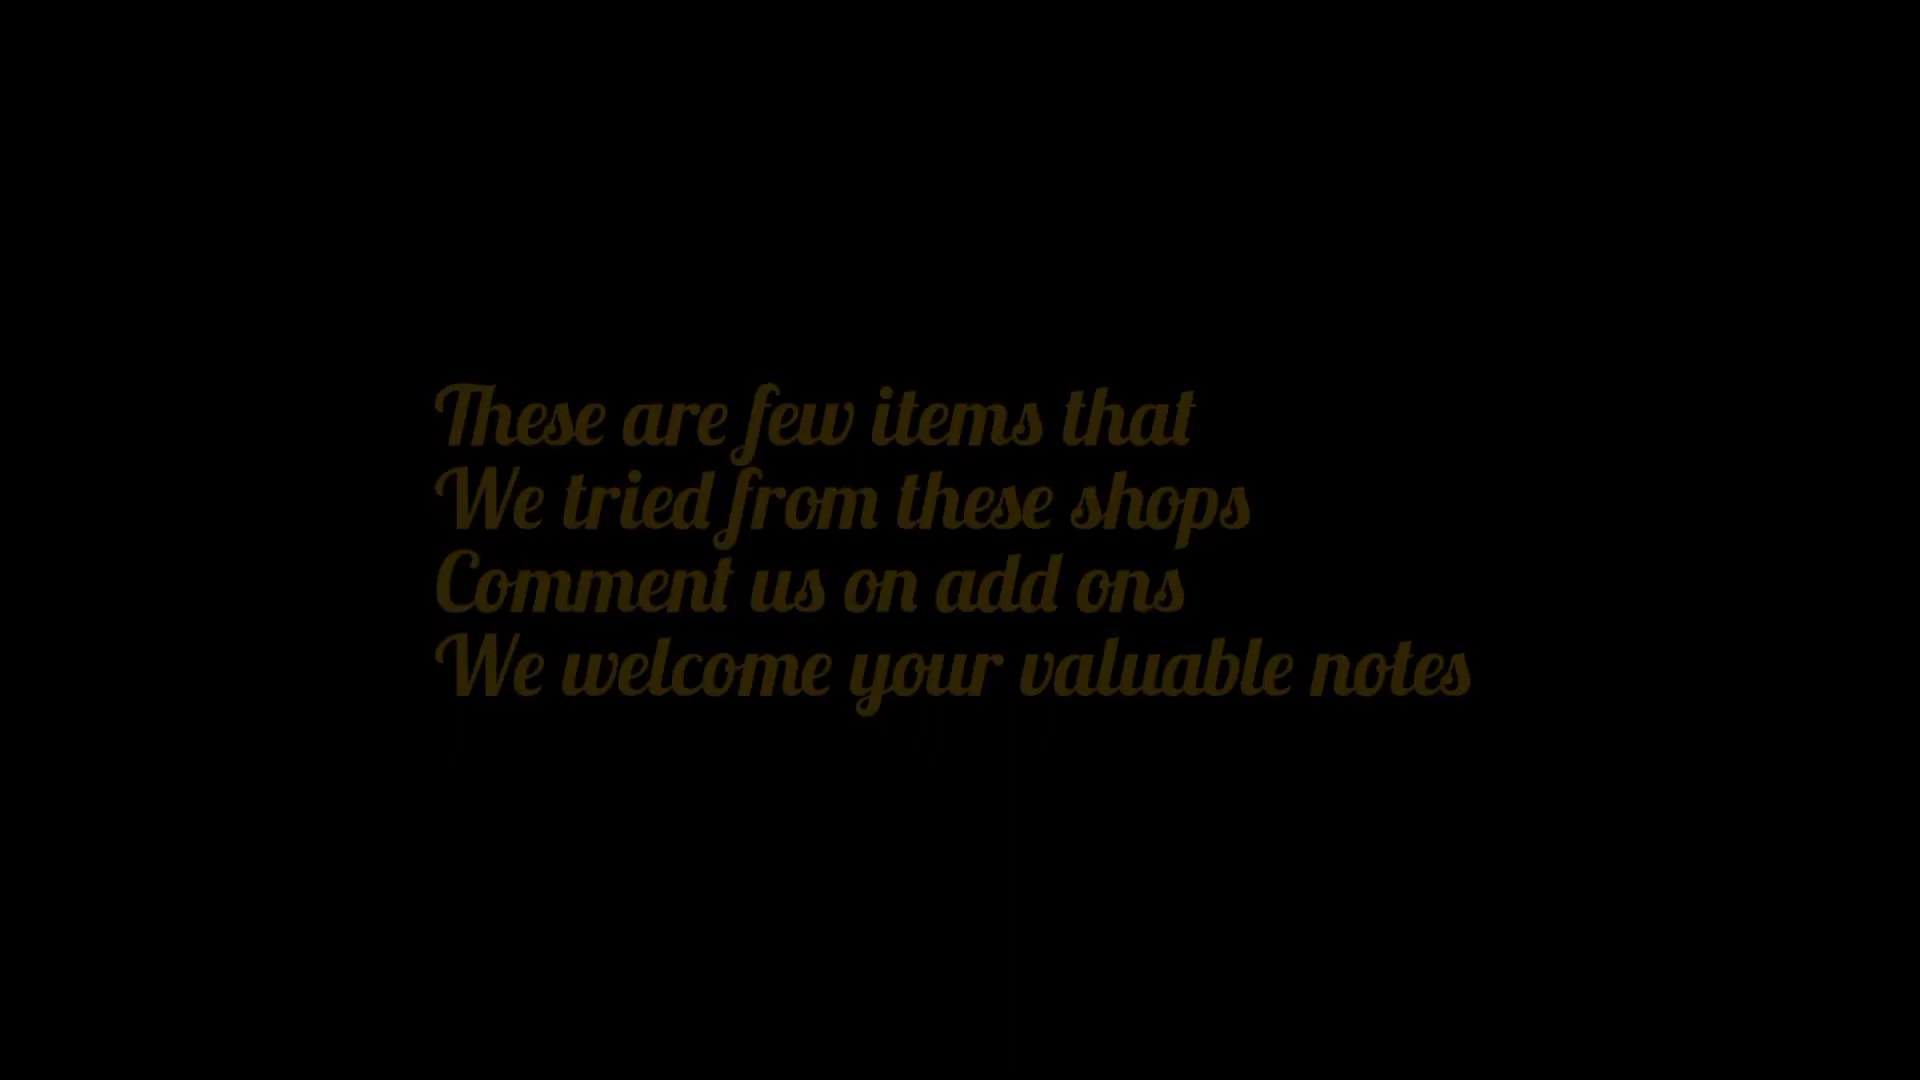 These are few items that
We tried from these shops
Comment us on add ons
We welcome your valuable notes